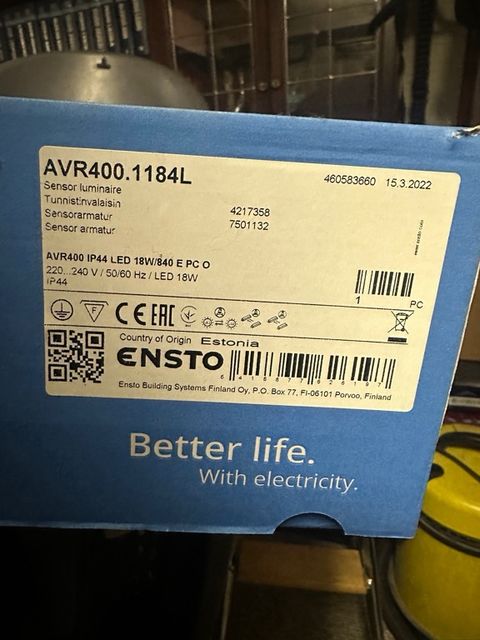 AVR400.1184L
460583660 15.3.2022
Sensor luminaire
Tunnistinvalaisin
Sensorarmatur 4217358
Sensor armatur 7501132
AVR400 IP44 LED 18W/840 E PC O
220...240 V / 50/60 Hz / LED 18W
IP44
1 PC
F CE EAC
Country of Origin Estonia
ENSTO
Ensto Building Systems Finland Oy, P.O. Box 77, FI-06101 Porvoo, Finland
Better life.
With electricity.